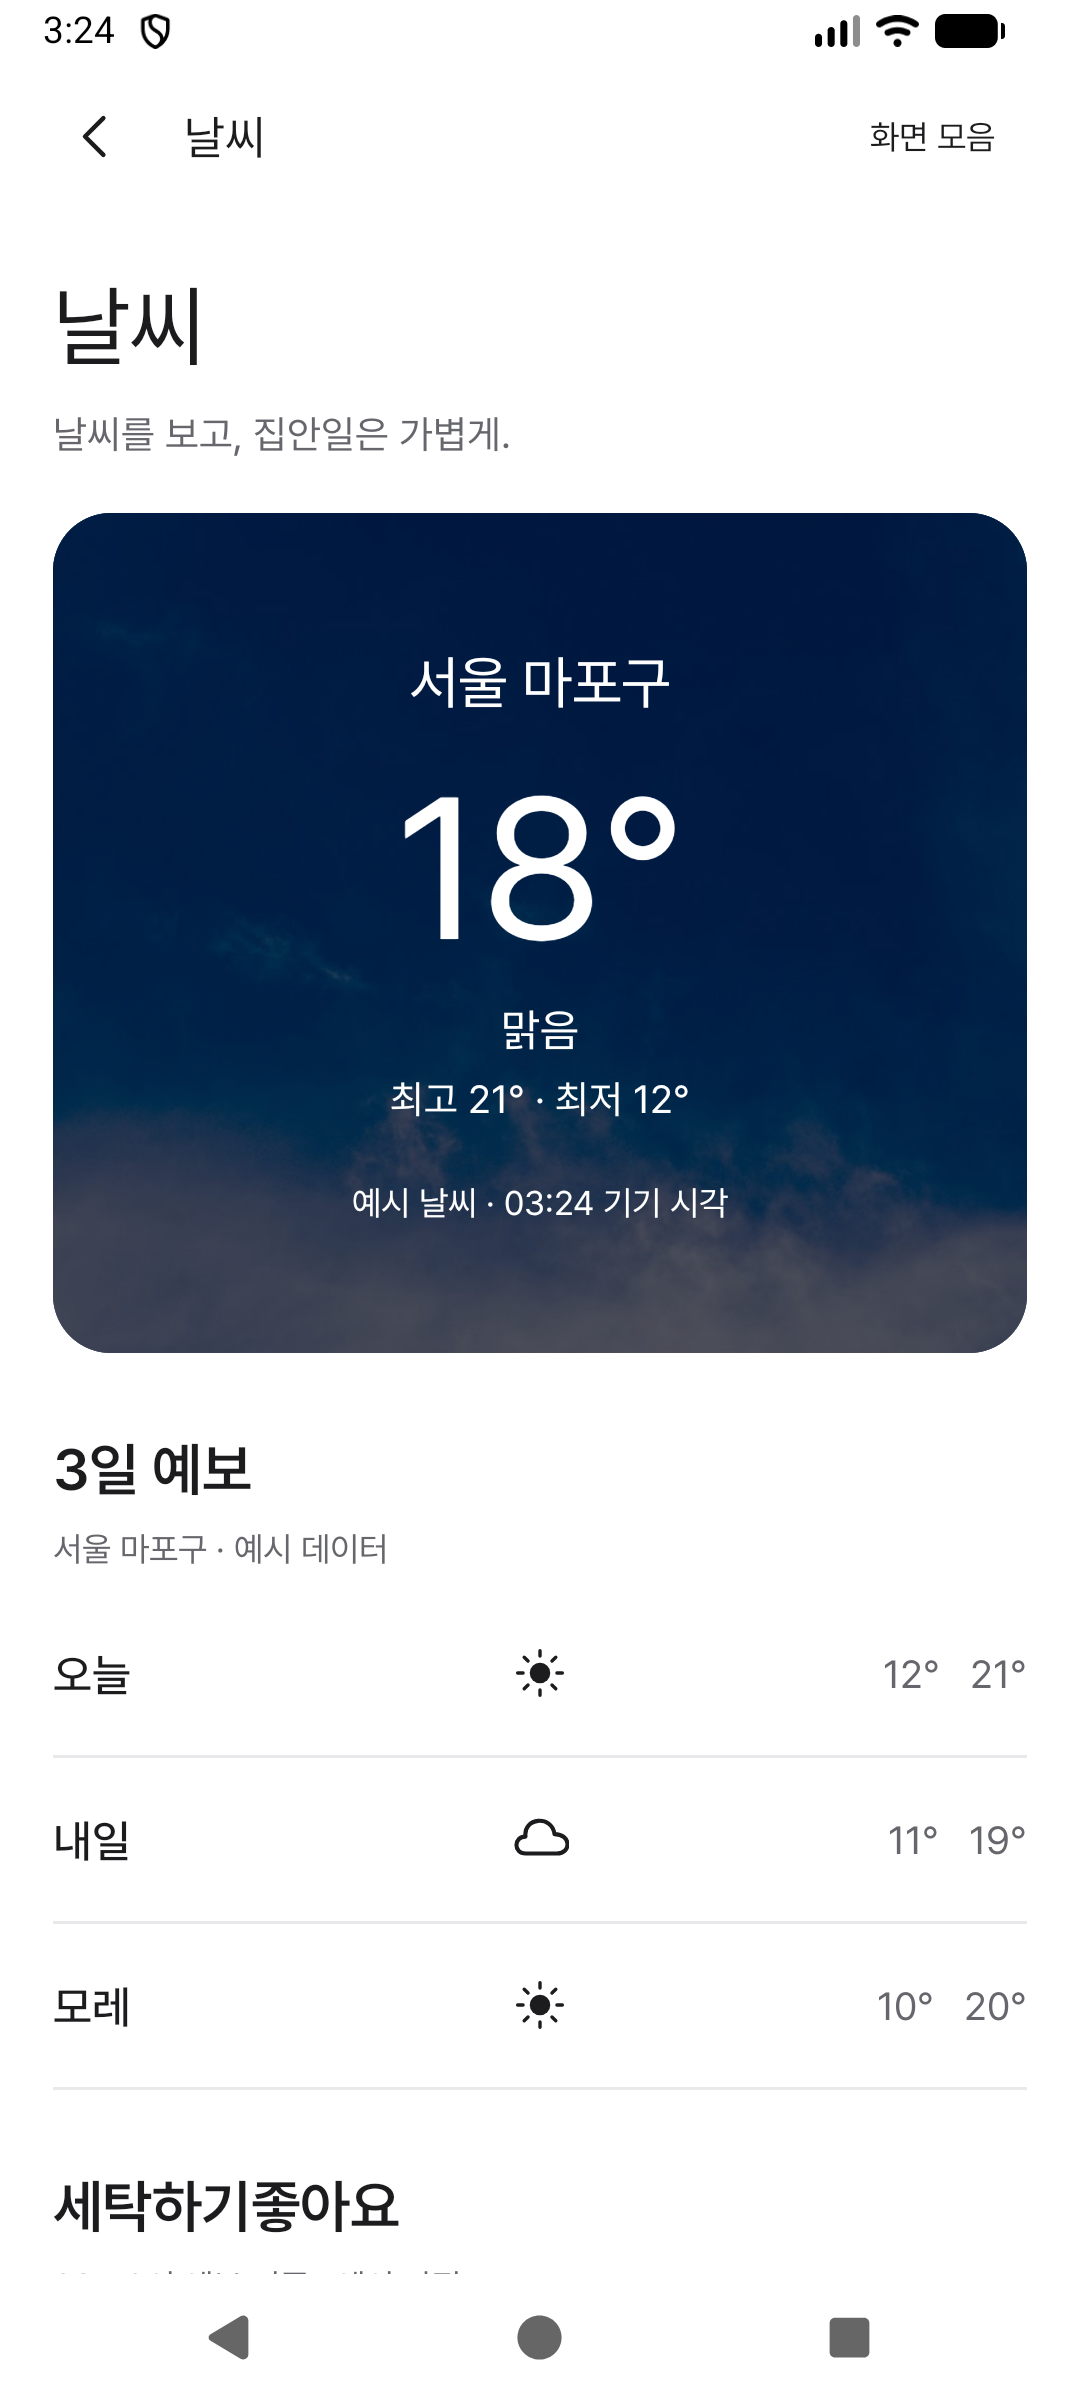 3:24
날씨
화면 모음
날씨
날씨를 보고, 집안일은 가볍게.
서울 마포구
18°
맑음
최고 21° · 최저 12°
예시 날씨 · 03:24 기기 시각
3일 예보
서울 마포구 · 예시 데이터
오늘 12° 21°
내일 11° 19°
모레 10° 20°
세탁하기좋아요